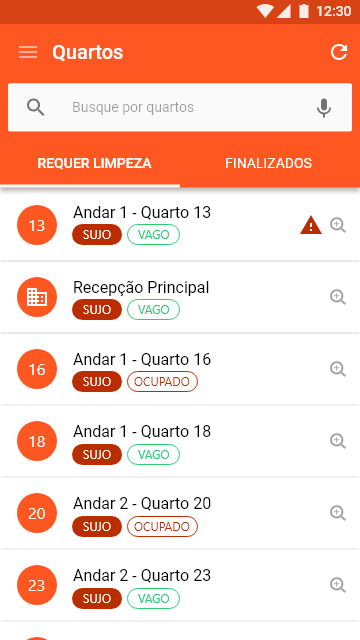 12:30
Quartos
Busque por quartos
REQUER LIMPEZA FINALIZADOS
13 Andar 1 - Quarto 13
SUJO VAGO
Recepção Principal
SUJO VAGO
16 Andar 1 - Quarto 16
SUJO OCUPADO
18 Andar 1 - Quarto 18
SUJO VAGO
20 Andar 2 - Quarto 20
SUJO OCUPADO
23 Andar 2 - Quarto 23
SUJO VAGO